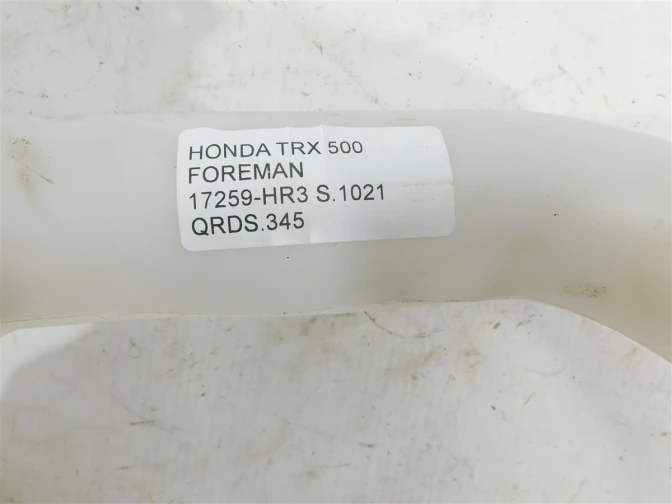 HONDA TRX 500
FOREMAN
17259-HR3 S.1021
QRDS.345